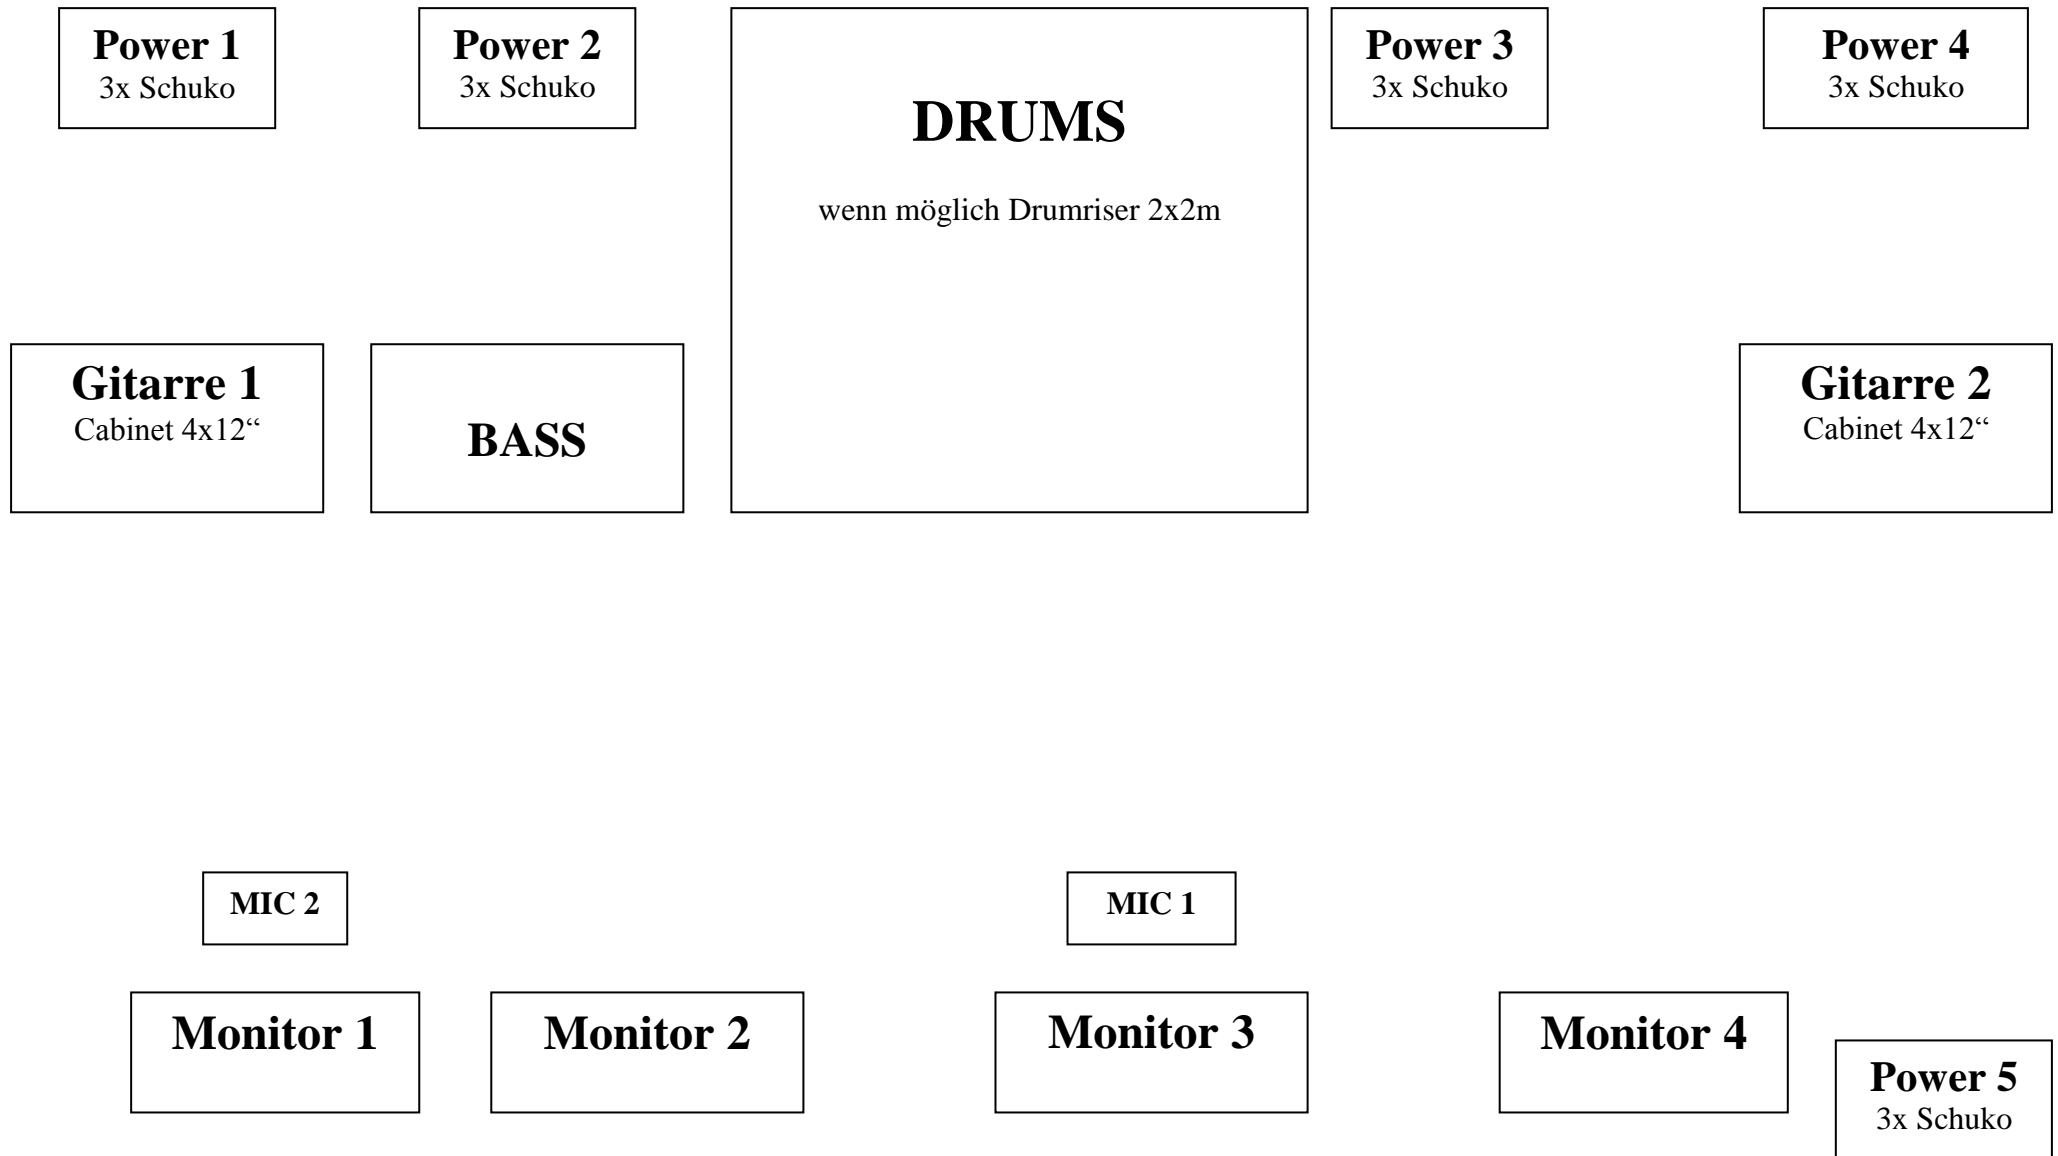 Power 1
3x Schuko
Power 2
3x Schuko
DRUMS
wenn möglich Drumriser 2x2m
Power 3
3x Schuko
Power 4
3x Schuko
Gitarre 1
Cabinet 4x12“
BASS
Gitarre 2
Cabinet 4x12“
MIC 2
MIC 1
Monitor 1
Monitor 2
Monitor 3
Monitor 4
Power 5
3x Schuko